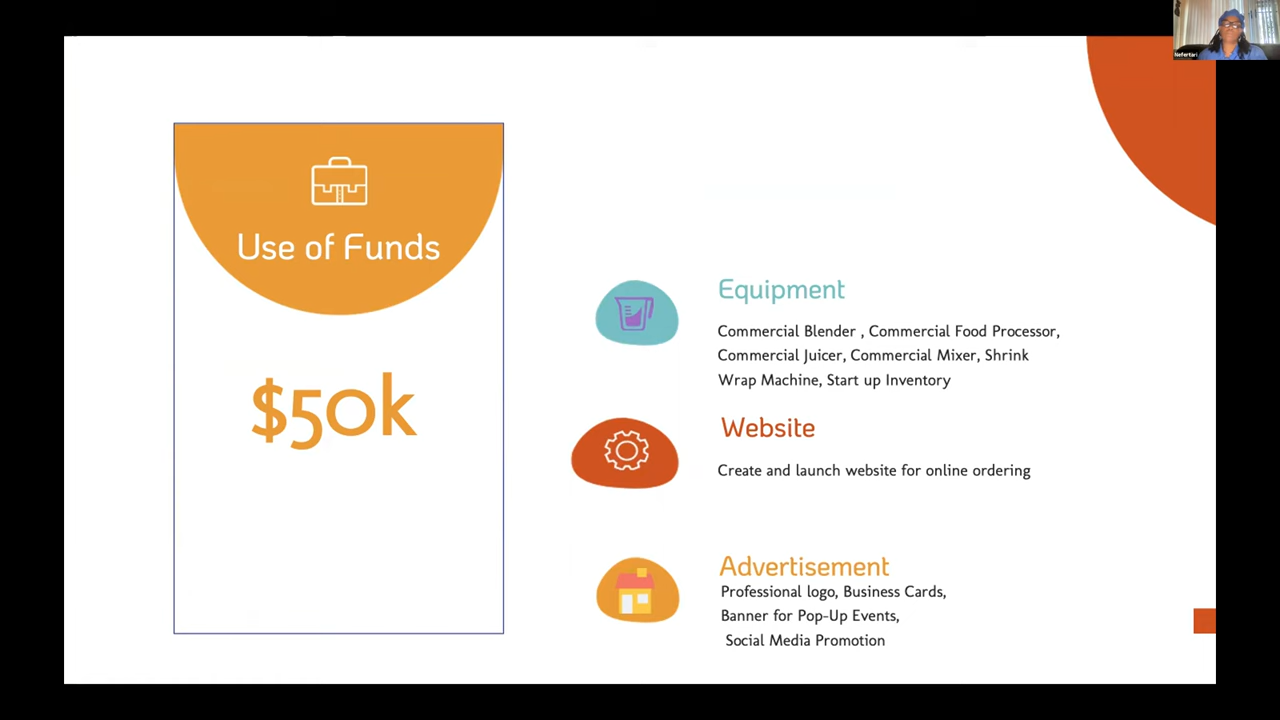 Nefertari
Use of Funds
$50k
Equipment
Commercial Blender , Commercial Food Processor,
Commercial Juicer, Commercial Mixer, Shrink
Wrap Machine, Start up Inventory
Website
Create and launch website for online ordering
Advertisement
Professional logo, Business Cards,
Banner for Pop-Up Events,
Social Media Promotion